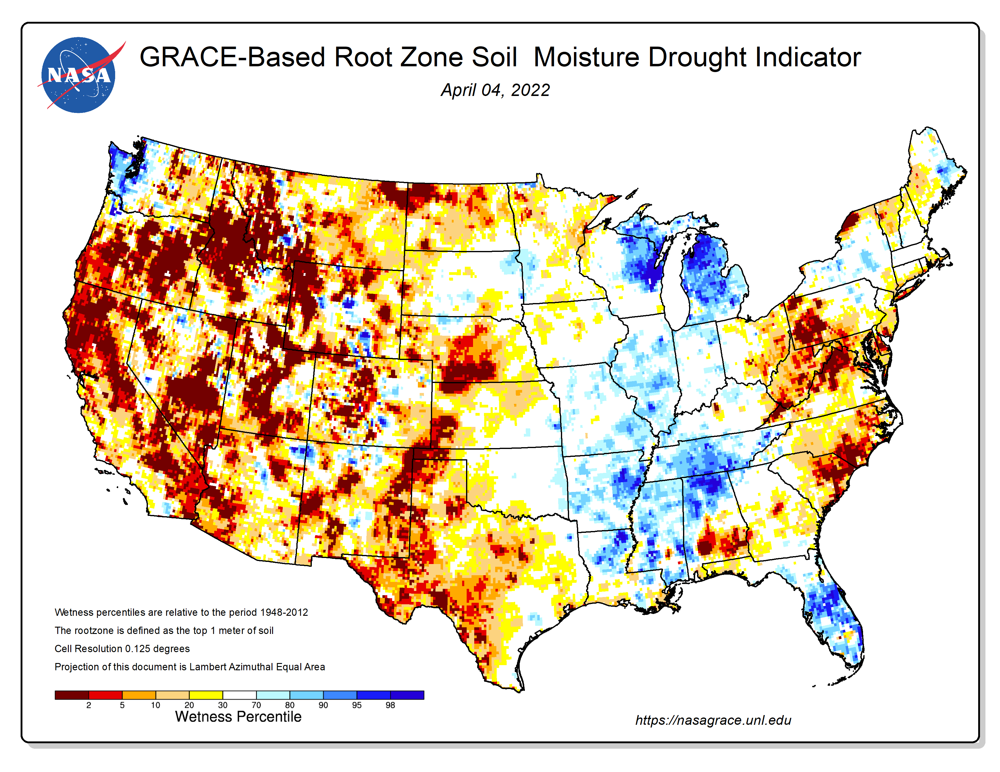 NASA
GRACE-Based Root Zone Soil  Moisture Drought Indicator
April 04, 2022
Wetness percentiles are relative to the period 1948-2012
The rootzone is defined as the top 1 meter of soil
Cell Resolution 0.125 degrees
Projection of this document is Lambert Azimuthal Equal Area
2 5 10 20 30 70 80 90 95 98
Wetness Percentile
https://nasagrace.unl.edu